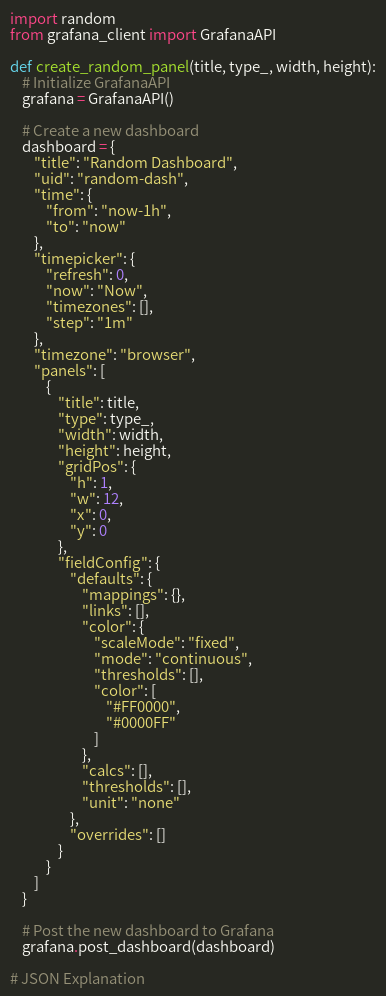 import random
from grafana_client import GrafanaAPI

def create_random_panel(title, type_, width, height):
    # Initialize GrafanaAPI
    grafana = GrafanaAPI()

    # Create a new dashboard
    dashboard = {
        "title": "Random Dashboard",
        "uid": "random-dash",
        "time": {
            "from": "now-1h",
            "to": "now"
        },
        "timepicker": {
            "refresh": 0,
            "now": "Now",
            "timezones": [],
            "step": "1m"
        },
        "timezone": "browser",
        "panels": [
            {
                "title": title,
                "type": type_,
                "width": width,
                "height": height,
                "gridPos": {
                    "h": 1,
                    "w": 12,
                    "x": 0,
                    "y": 0
                },
                "fieldConfig": {
                    "defaults": {
                        "mappings": {},
                        "links": [],
                        "color": {
                            "scaleMode": "fixed",
                            "mode": "continuous",
                            "thresholds": [],
                            "color": [
                                "#FF0000",
                                "#0000FF"
                            ]
                        },
                        "calcs": [],
                        "thresholds": [],
                        "unit": "none"
                    },
                    "overrides": []
                }
            }
        ]
    }

    # Post the new dashboard to Grafana
    grafana.post_dashboard(dashboard)

# JSON Explanation